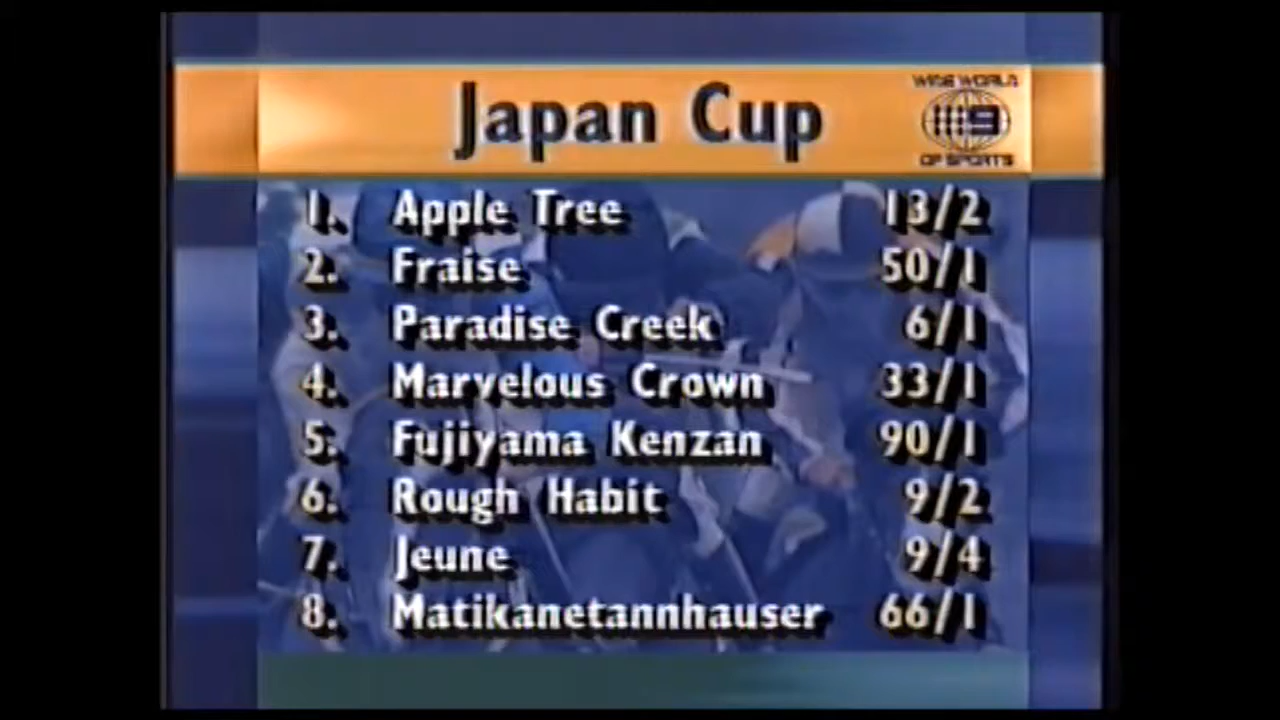 Japan Cup
WIDE WORLD
9
OF SPORTS
1. Apple Tree 13/2
2. Fraise 50/1
3. Paradise Creek 6/1
4. Marvelous Crown 33/1
5. Fujiyama Kenzan 90/1
6. Rough Habit 9/2
7. Jeune 9/4
8. Matikanetannhauser 66/1